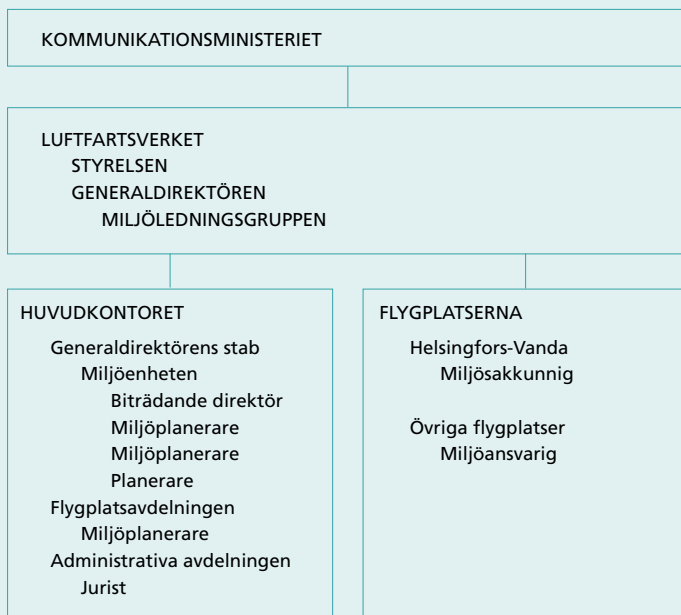 KOMMUNIKATIONSMINISTERIET
LUFTFARTSVERKET
STYRELSEN
GENERALDIREKTÖREN
MILJÖLEDNINGSGRUPPEN
HUVUDKONTORET
Generaldirektörens stab
Miljöenheten
Biträdande direktör
Miljöplanerare
Miljöplanerare
Planerare
Flygplatsavdelningen
Miljöplanerare
Administrativa avdelningen
Jurist
FLYGPLATSERNA
Helsingfors-Vanda
Miljösakkunnig
Övriga flygplatser
Miljöansvarig